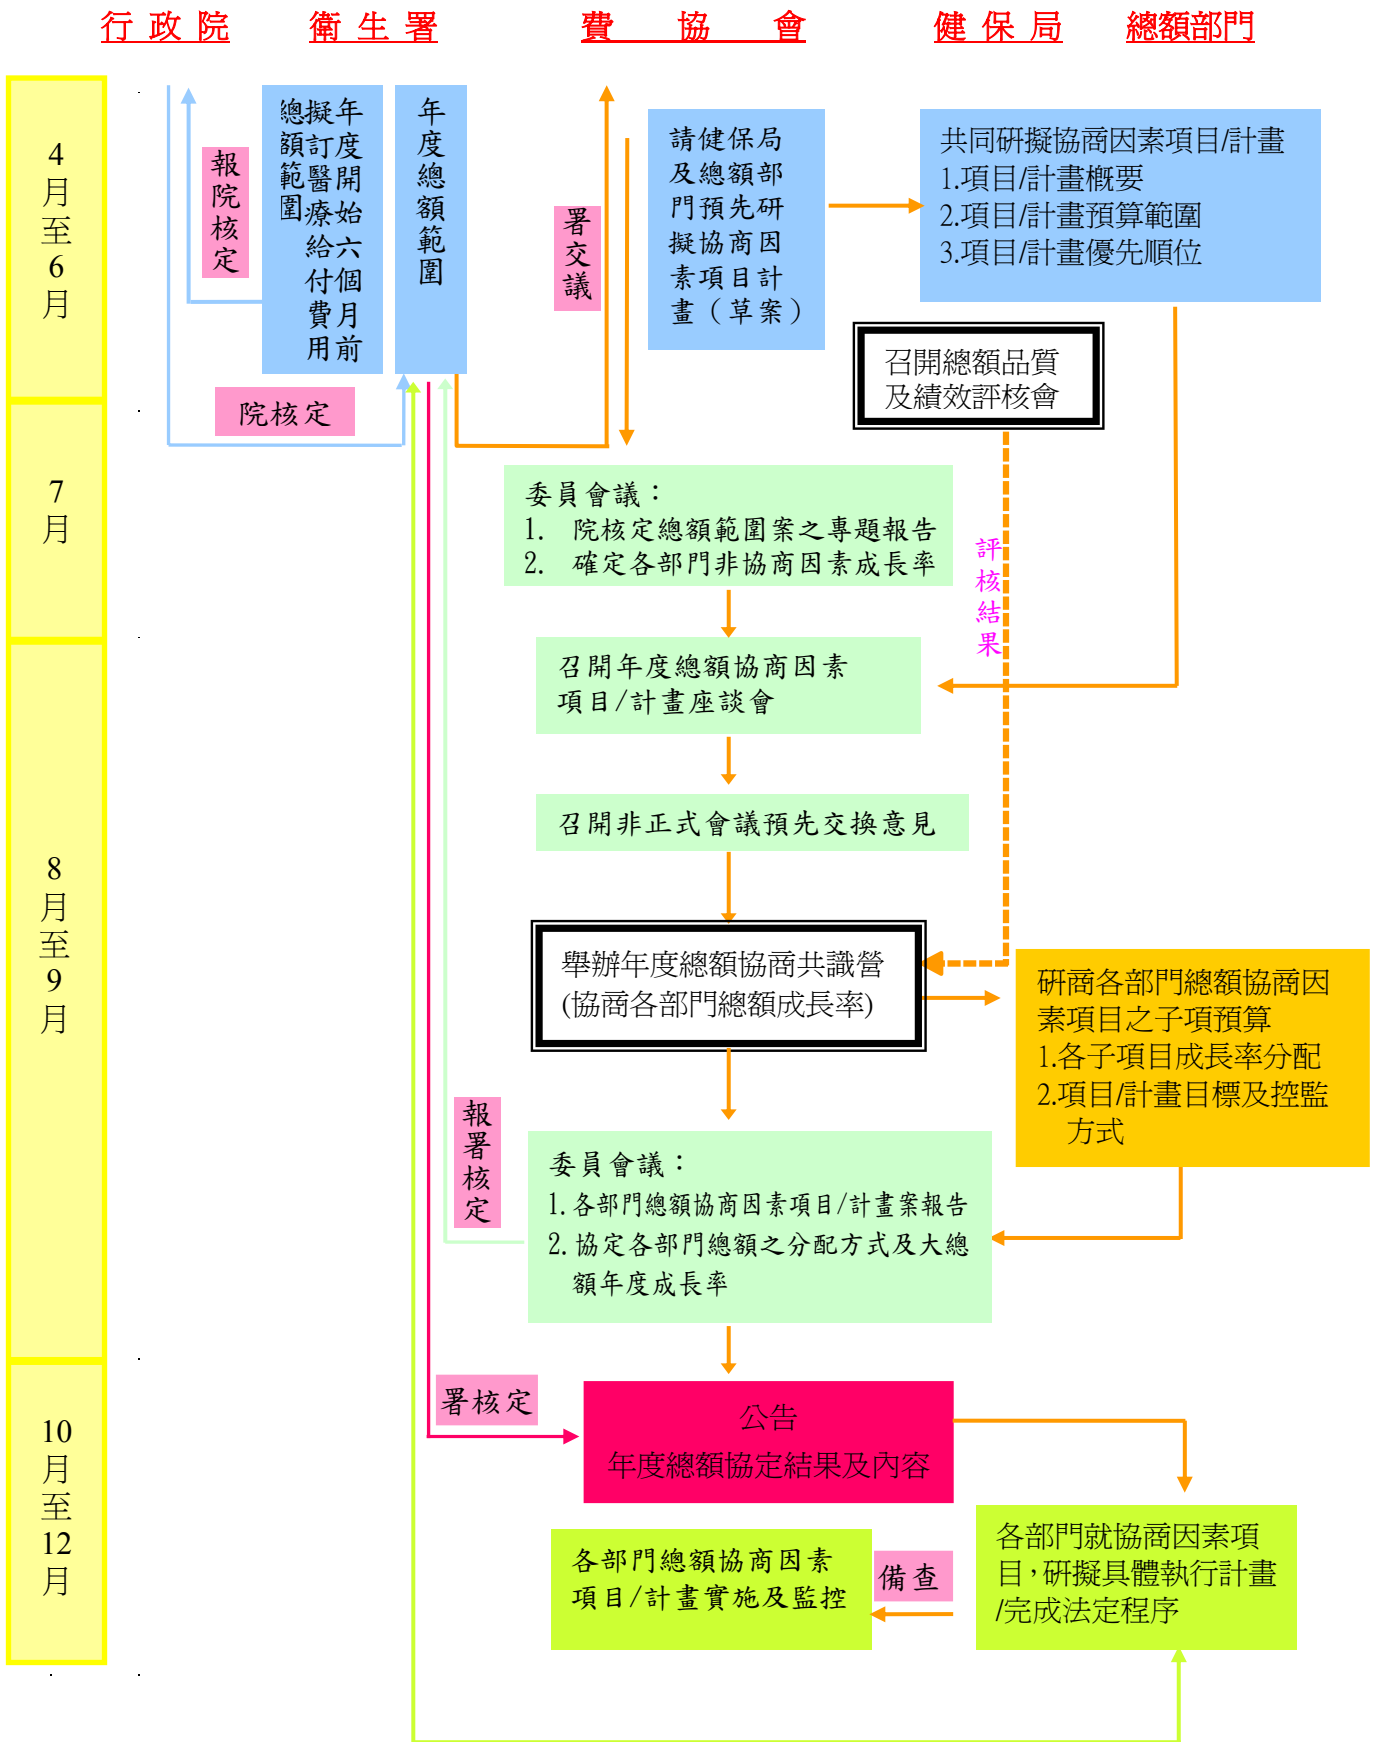 行政院 衛生署 費協會 健保局 總額部門
4
月
至
6
月
年度開始六個月前
擬訂醫療給付費用
總額範圍
年度總額範圍
報院核定
院核定
署交議
請健保局
及總額部
門預先研
擬協商因
素項目計
畫（草案）
共同研擬協商因素項目/計畫
1.項目/計畫概要
2.項目/計畫預算範圍
3.項目/計畫優先順位
召開總額品質
及績效評核會
7
月
委員會議：
1. 院核定總額範圍案之專題報告
2. 確定各部門非協商因素成長率
評核結果
8
月
至
9
月
召開年度總額協商因素
項目/計畫座談會
召開非正式會議預先交換意見
舉辦年度總額協商共識營
(協商各部門總額成長率)
研商各部門總額協商因
素項目之子項預算
1.各子項目成長率分配
2.項目/計畫目標及控監
方式
報署核定
委員會議：
1.各部門總額協商因素項目/計畫案報告
2.協定各部門總額之分配方式及大總
額年度成長率
10
月
至
12
月
署核定
公告
年度總額協定結果及內容
各部門就協商因素項
目，研擬具體執行計畫
/完成法定程序
備查
各部門總額協商因素
項目/計畫實施及監控